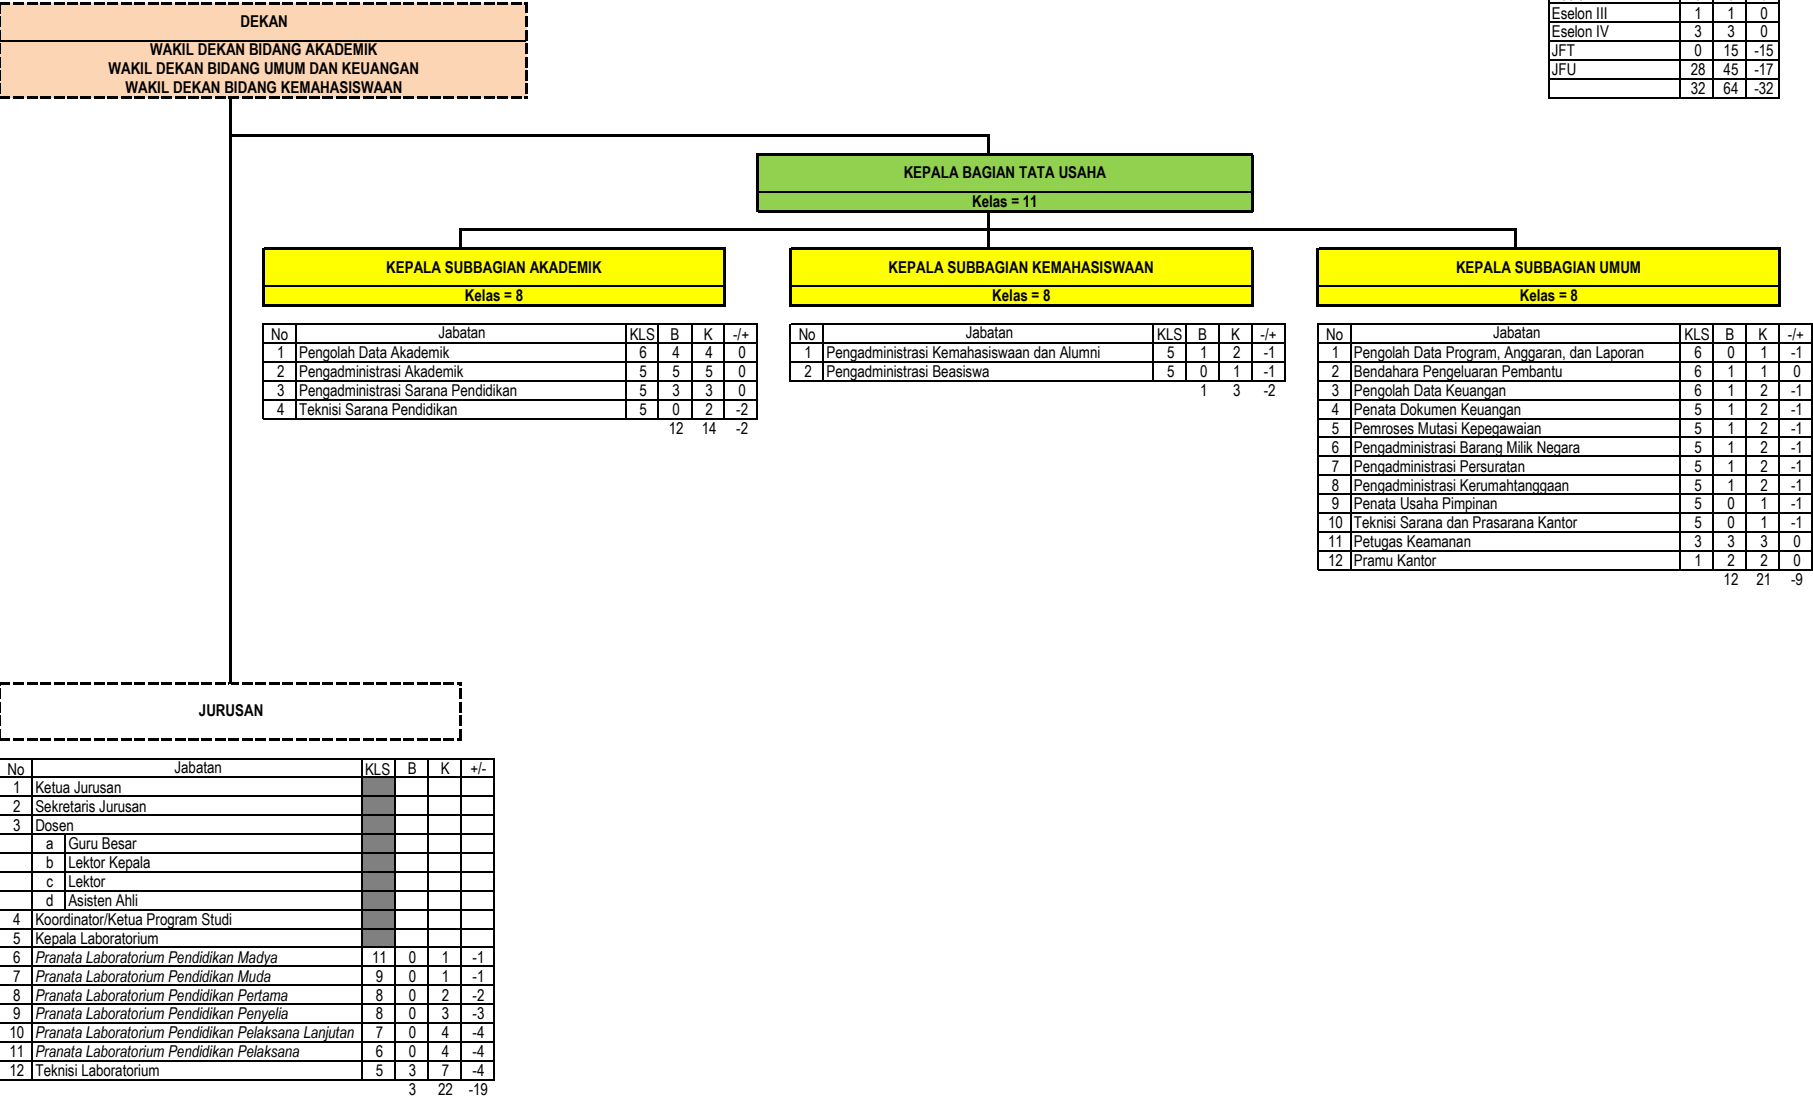 DEKAN
WAKIL DEKAN BIDANG AKADEMIK
WAKIL DEKAN BIDANG UMUM DAN KEUANGAN
WAKIL DEKAN BIDANG KEMAHASISWAAN
Eselon III 1 1 0
Eselon IV 3 3 0
JFT 0 15 -15
JFU 28 45 -17
32 64 -32
KEPALA BAGIAN TATA USAHA
Kelas = 11
KEPALA SUBBAGIAN AKADEMIK
Kelas = 8
No Jabatan KLS B K -/+
1 Pengolah Data Akademik 6 4 4 0
2 Pengadministrasi Akademik 5 5 5 0
3 Pengadministrasi Sarana Pendidikan 5 3 3 0
4 Teknisi Sarana Pendidikan 5 0 2 -2
12 14 -2
KEPALA SUBBAGIAN KEMAHASISWAAN
Kelas = 8
No Jabatan KLS B K -/+
1 Pengadministrasi Kemahasiswaan dan Alumni 5 1 2 -1
2 Pengadministrasi Beasiswa 5 0 1 -1
1 3 -2
KEPALA SUBBAGIAN UMUM
Kelas = 8
No Jabatan KLS B K -/+
1 Pengolah Data Program, Anggaran, dan Laporan 6 0 1 -1
2 Bendahara Pengeluaran Pembantu 6 1 1 0
3 Pengolah Data Keuangan 6 1 2 -1
4 Penata Dokumen Keuangan 5 1 2 -1
5 Pemroses Mutasi Kepegawaian 5 1 2 -1
6 Pengadministrasi Barang Milik Negara 5 1 2 -1
7 Pengadministrasi Persuratan 5 1 2 -1
8 Pengadministrasi Kerumahtanggaan 5 1 2 -1
9 Penata Usaha Pimpinan 5 0 1 -1
10 Teknisi Sarana dan Prasarana Kantor 5 0 1 -1
11 Petugas Keamanan 3 3 3 0
12 Pramu Kantor 1 2 2 0
12 21 -9
JURUSAN
No Jabatan KLS B K +/-
1 Ketua Jurusan
2 Sekretaris Jurusan
3 Dosen
a Guru Besar
b Lektor Kepala
c Lektor
d Asisten Ahli
4 Koordinator/Ketua Program Studi
5 Kepala Laboratorium
6 Pranata Laboratorium Pendidikan Madya 11 0 1 -1
7 Pranata Laboratorium Pendidikan Muda 9 0 1 -1
8 Pranata Laboratorium Pendidikan Pertama 8 0 2 -2
9 Pranata Laboratorium Pendidikan Penyelia 8 0 3 -3
10 Pranata Laboratorium Pendidikan Pelaksana Lanjutan 7 0 4 -4
11 Pranata Laboratorium Pendidikan Pelaksana 6 0 4 -4
12 Teknisi Laboratorium 5 3 7 -4
3 22 -19